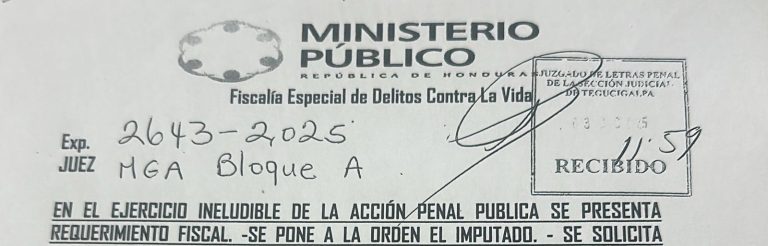 MINISTERIO
PÚBLICO
REPÚBLICA DE HONDURAS
Fiscalía Especial de Delitos Contra La Vida
JUZGADO DE LETRAS PENAL
DE LA SECCIÓN JUDICIAL
DE TEGUCIGALPA
11:59
RECIBIDO
Exp. 2643-2025
JUEZ MGA Bloque A
EN EL EJERCICIO INELUDIBLE DE LA ACCIÓN PENAL PUBLICA SE PRESENTA
REQUERIMIENTO FISCAL. -SE PONE A LA ORDEN EL IMPUTADO. - SE SOLICITA